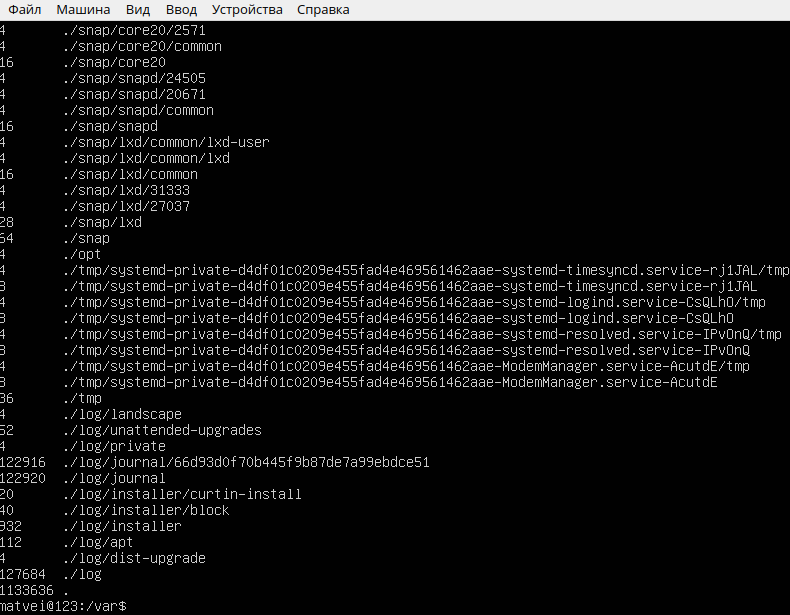 Файл Машина Вид Ввод Устройства Справка
4 ./snap/core20/2571
4 ./snap/core20/common
16 ./snap/core20
4 ./snap/snapd/24505
4 ./snap/snapd/20671
4 ./snap/snapd/common
16 ./snap/snapd
4 ./snap/lxd/common/lxd-user
4 ./snap/lxd/common/lxd
16 ./snap/lxd/common
4 ./snap/lxd/31333
4 ./snap/lxd/27037
28 ./snap/lxd
64 ./snap
4 ./opt
4 ./tmp/systemd-private-d4df01c0209e455fad4e469561462aae-systemd-timesyncd.service-rj1JAL/tmp
8 ./tmp/systemd-private-d4df01c0209e455fad4e469561462aae-systemd-timesyncd.service-rj1JAL
4 ./tmp/systemd-private-d4df01c0209e455fad4e469561462aae-systemd-logind.service-CsQLhO/tmp
8 ./tmp/systemd-private-d4df01c0209e455fad4e469561462aae-systemd-logind.service-CsQLhO
4 ./tmp/systemd-private-d4df01c0209e455fad4e469561462aae-systemd-resolved.service-IPvOnQ/tmp
8 ./tmp/systemd-private-d4df01c0209e455fad4e469561462aae-systemd-resolved.service-IPvOnQ
4 ./tmp/systemd-private-d4df01c0209e455fad4e469561462aae-ModemManager.service-AcutdE/tmp
8 ./tmp/systemd-private-d4df01c0209e455fad4e469561462aae-ModemManager.service-AcutdE
36 ./tmp
4 ./log/landscape
52 ./log/unattended-upgrades
4 ./log/private
122916 ./log/journal/66d93d0f70b445f9b87de7a99ebdce51
122920 ./log/journal
20 ./log/installer/curtin-install
40 ./log/installer/block
932 ./log/installer
112 ./log/apt
4 ./log/dist-upgrade
127684 ./log
1133636 .
matvei@123:/var$